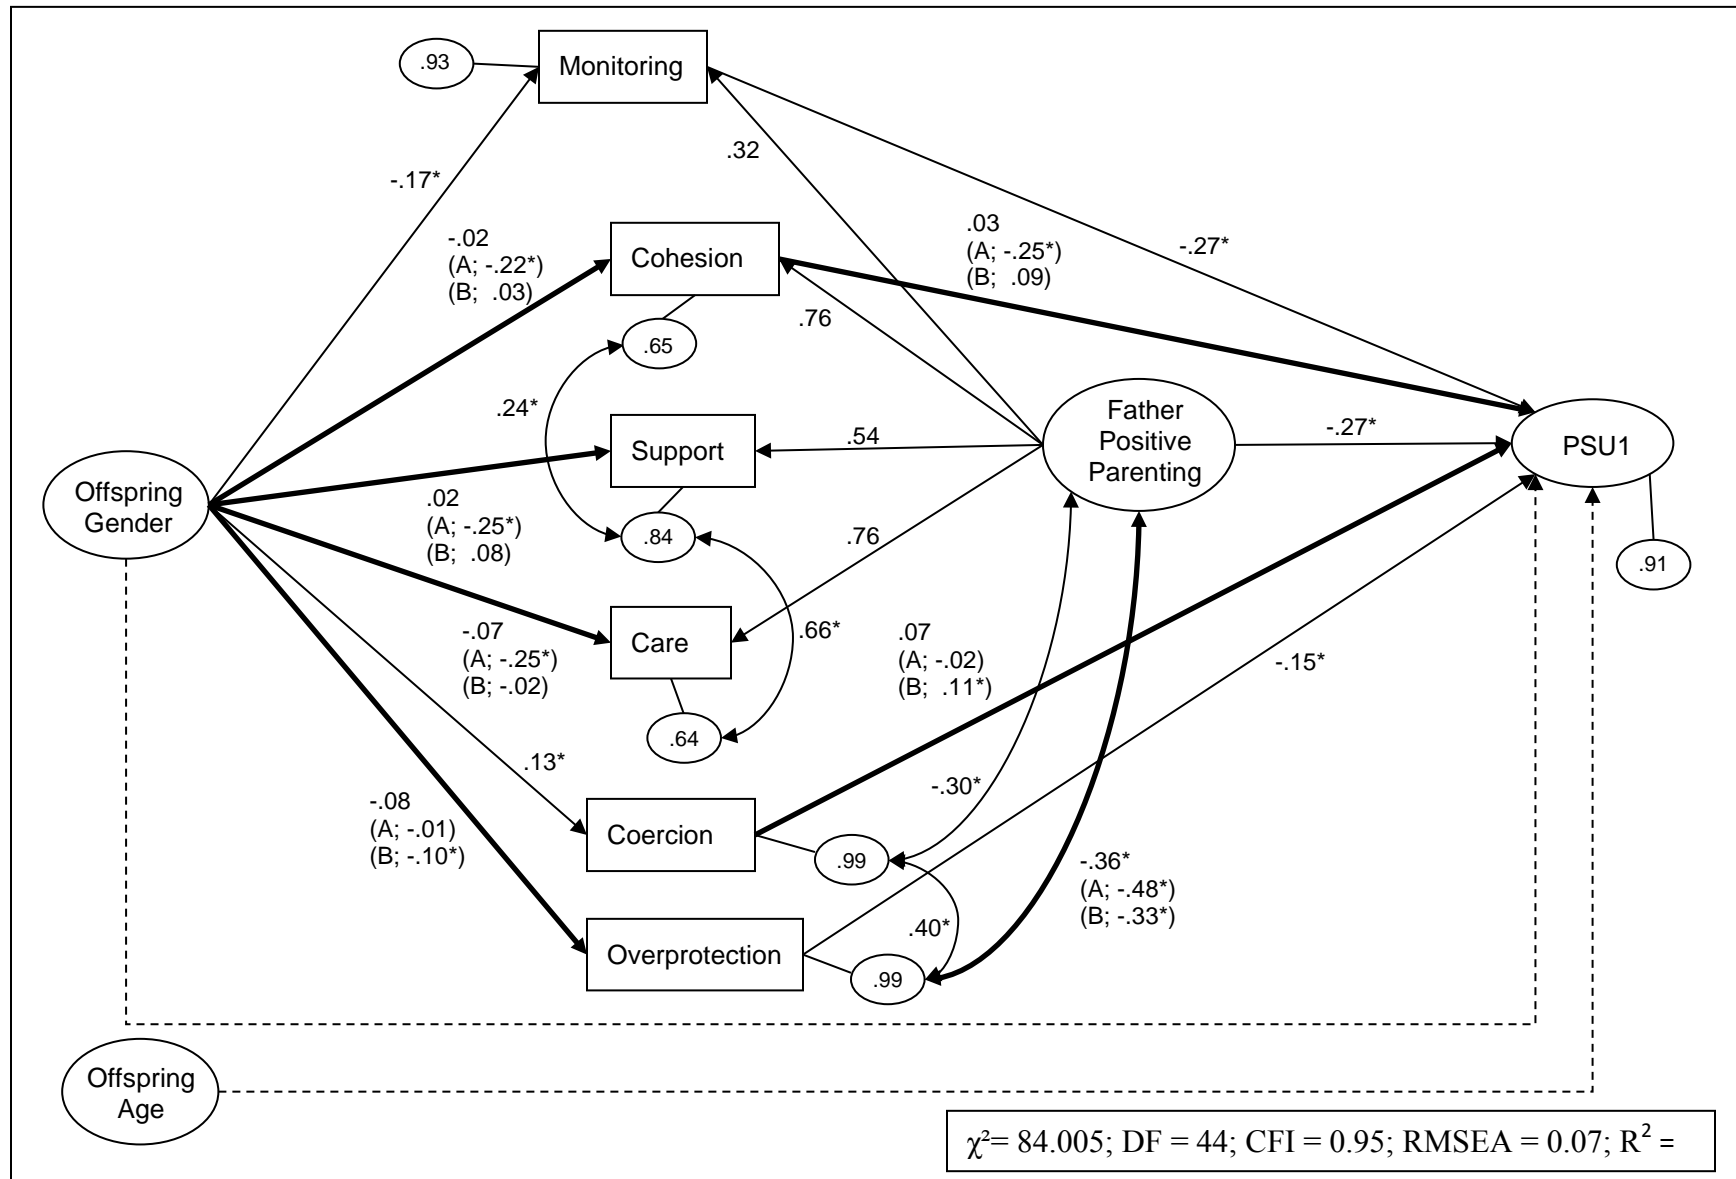 .93
Monitoring
.32
-.17*
-.02
(A; -.22*)
(B;  .03)
Cohesion
.03
(A; -.25*)
(B;  .09)
-.27*
.76
.65
.24*
Father
Positive
Parenting
-.27*
PSU1
.54
Support
Offspring
Gender
.02
(A; -.25*)
(B;  .08)
.84
.76
.91
-.07
(A; -.25*)
(B; -.02)
Care
.66*
.07
(A; -.02)
(B;  .11*)
-.15*
.64
.13*
-.30*
-.08
(A; -.01)
(B; -.10*)
Coercion
.99
-.36*
(A; -.48*)
(B; -.33*)
.40*
Overprotection
.99
Offspring
Age
χ²= 84.005; DF = 44; CFI = 0.95; RMSEA = 0.07; R² =